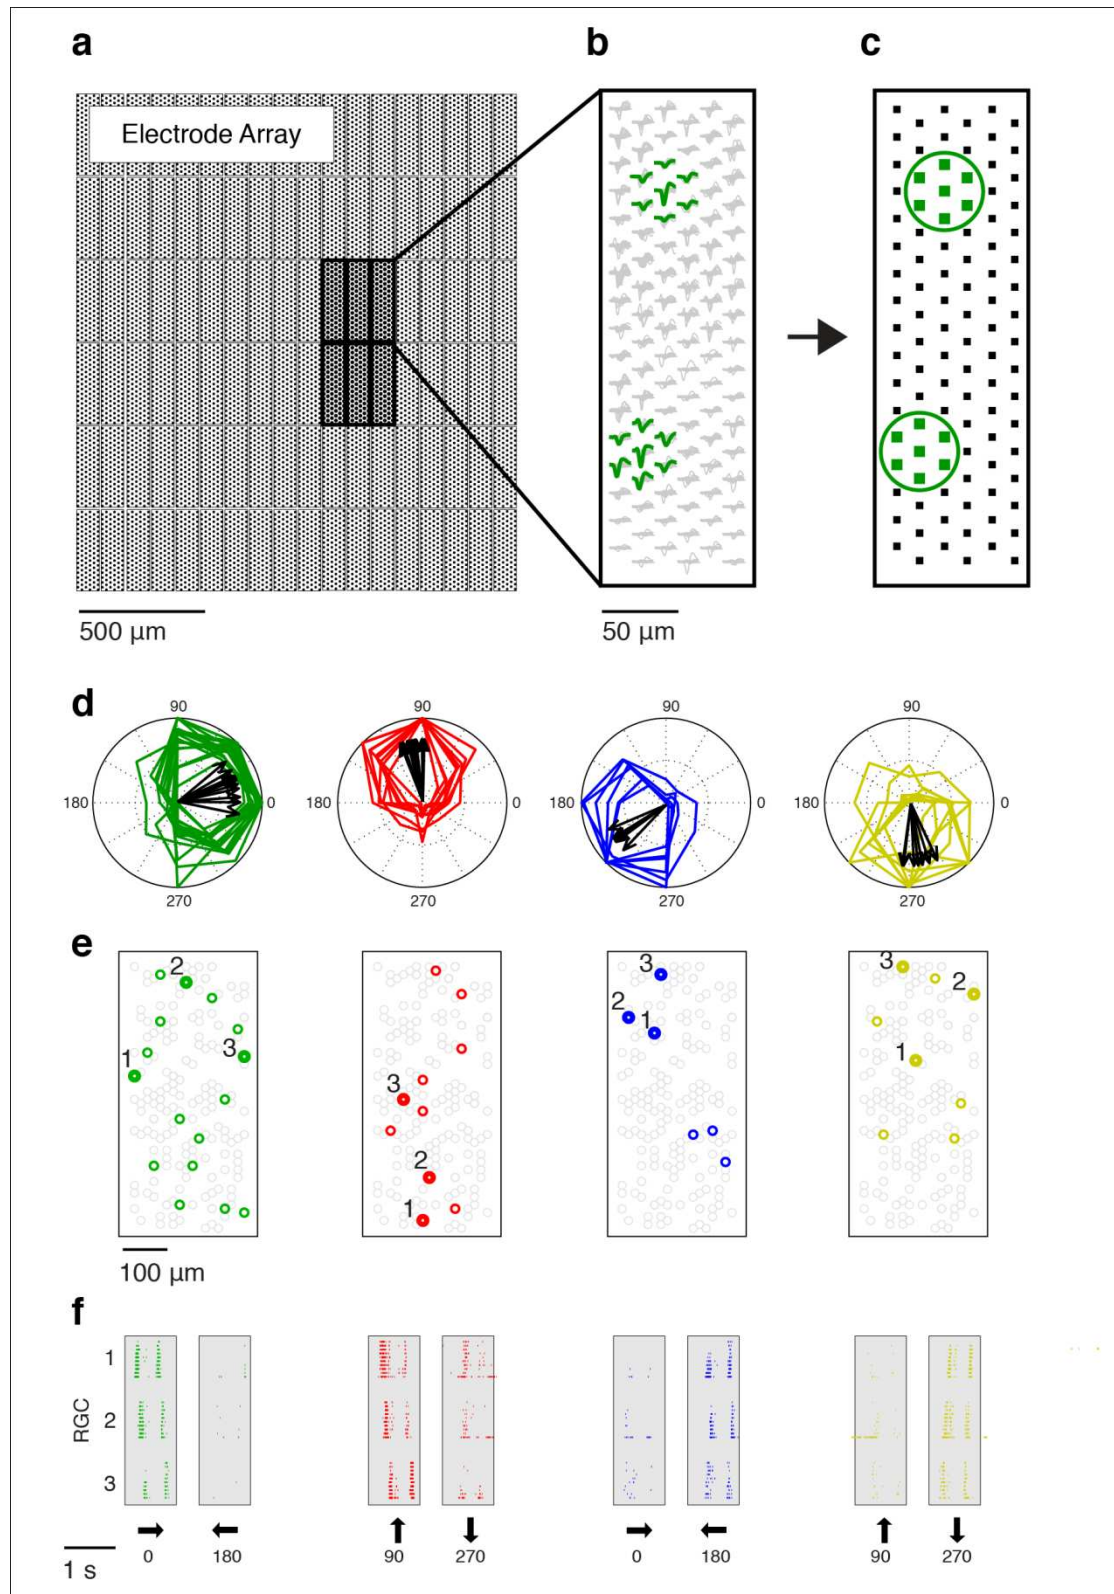 a b c
Electrode Array
500 µm
50 µm
d
90 90 90 90
180 0 180 0 180 0 180 0
270 270 270 270
e
2 3 3 2
2 1
1 3 3 1
2
1
100 µm
f
1
RGC 2
3
0 180 90 270 0 180 90 270
1 s